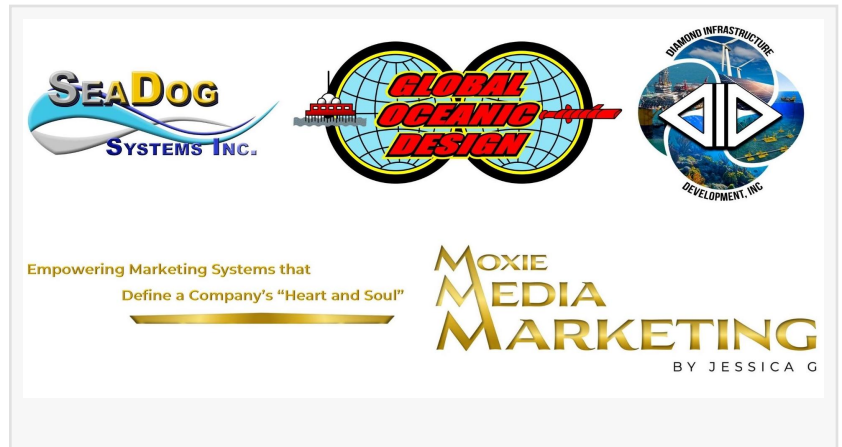 SEADOG
SYSTEMS INC.
GLOBAL
OCEANIC
DESIGN
DIAMOND INFRASTRUCTURE
DID
DEVELOPMENT, INC
Empowering Marketing Systems that
Define a Company's "Heart and Soul"
MOXIE
MEDIA
MARKETING
BY JESSICA G